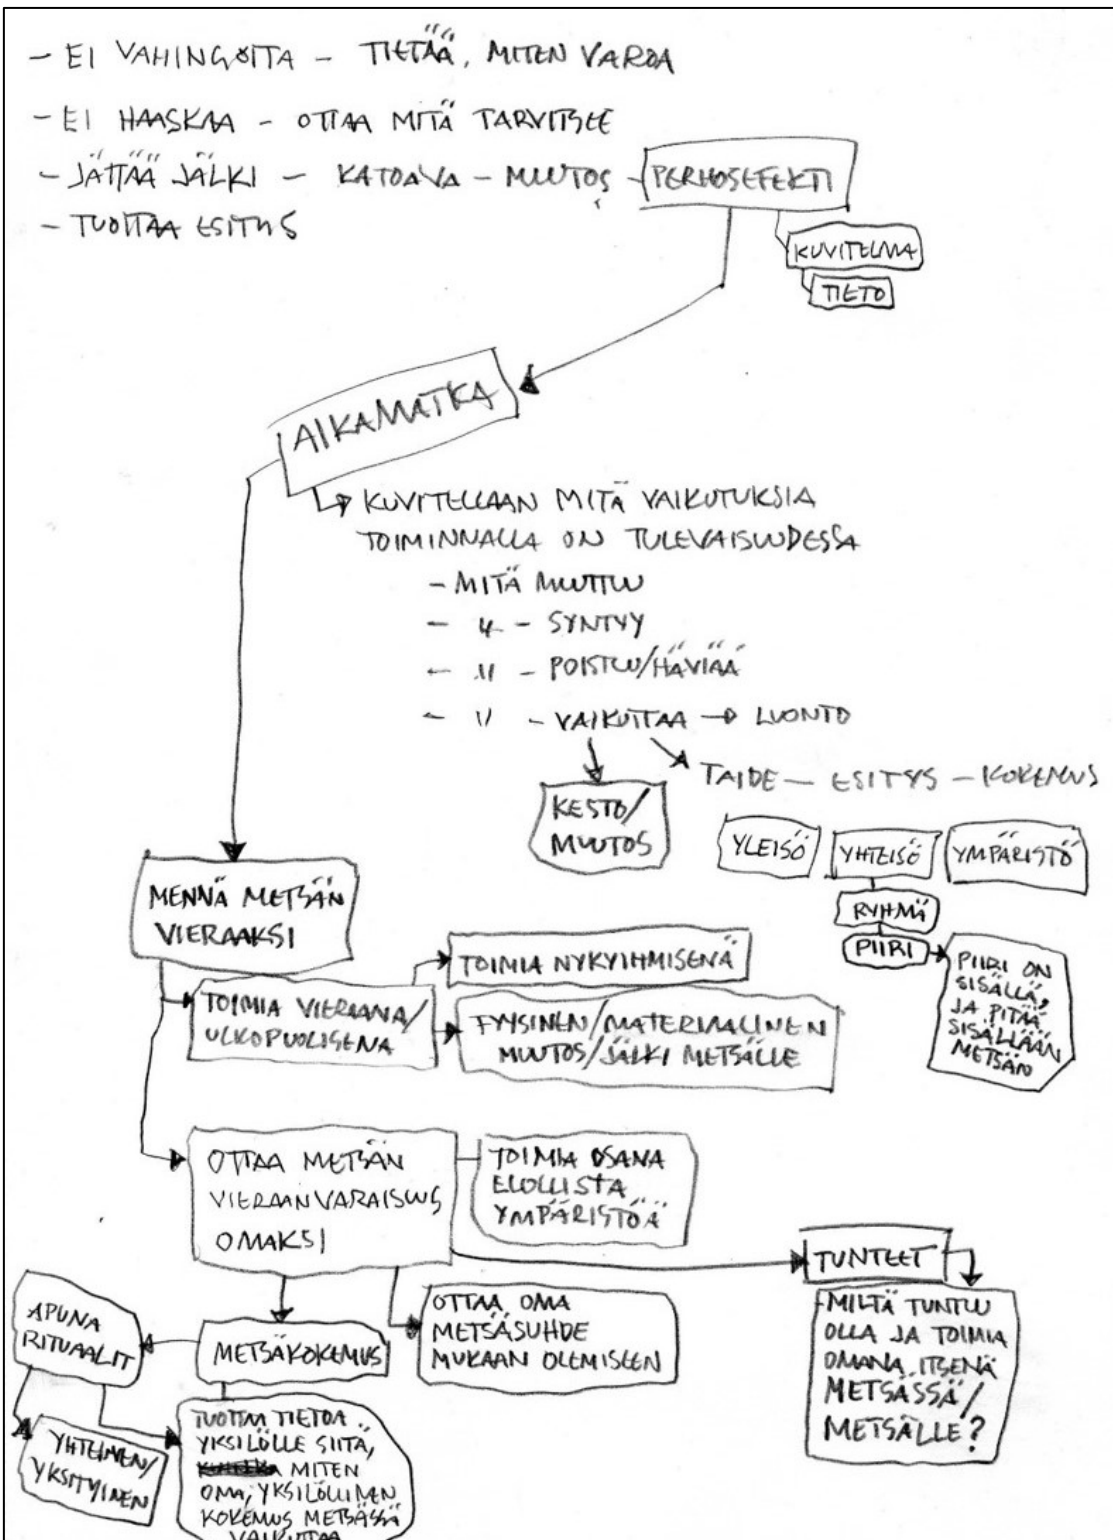 - EI VAHINGOITA - TIETÄÄ, MITEN VAROA
- EI HAASKAA - OTTAA MITÄ TARVITSEE
- JÄTTÄÄ JÄLKI - KATOAVA - MUUTOS - PERHOSEFEKTI
- TUOTTAA ESITYS
KUVITELMA
TIETO
AIKAMATKA
KUVITELLAAN MITÄ VAIKUTUKSIA
TOIMINNALLA ON TULEVAISUUDESSA
- MITÄ MUUTTUU
- " - SYNTYY
- " - POISTUU/HÄVIÄÄ
- " - VAIKUTTAA → LUONTO
TAIDE - ESITYS - KOKEMUS
KESTO/
MUUTOS
YLEISÖ
YHTEISÖ
YMPÄRISTÖ
RYHMÄ
PIIRI
PIIRI ON
SISÄLLÄ,
JA PITÄÄ
SISÄLLÄÄN
METSÄN
MENNÄ METSÄN
VIERAAKSI
TOIMIA VIERAANA/
ULKOPUOLISENA
TOIMIA NYKYIHMISENÄ
FYYSINEN/MATERIAALINEN
MUUTOS/JÄLKI METSÄLLE
OTTAA METSÄN
VIERAANVARAISUUS
OMAKSI
TOIMIA OSANA
ELOLLISTA
YMPÄRISTÖÄ
TUNTEET
- MILTÄ TUNTUU
OLLA JA TOIMIA
OMANA ITSENÄ
METSÄSSÄ/
METSÄLLE?
OTTAA OMA
METSÄSUHDE
MUKAAN OLEMISEEN
METSÄKOKEMUS
APUNA
RITUAALIT
YHTEINEN/
YKSITYINEN
TUOTTAA TIETOA
YKSILÖLLE SIITÄ,
MITEN
OMA, YKSILÖLLINEN
KOKEMUS METSÄSSÄ
VAIKUTTAA